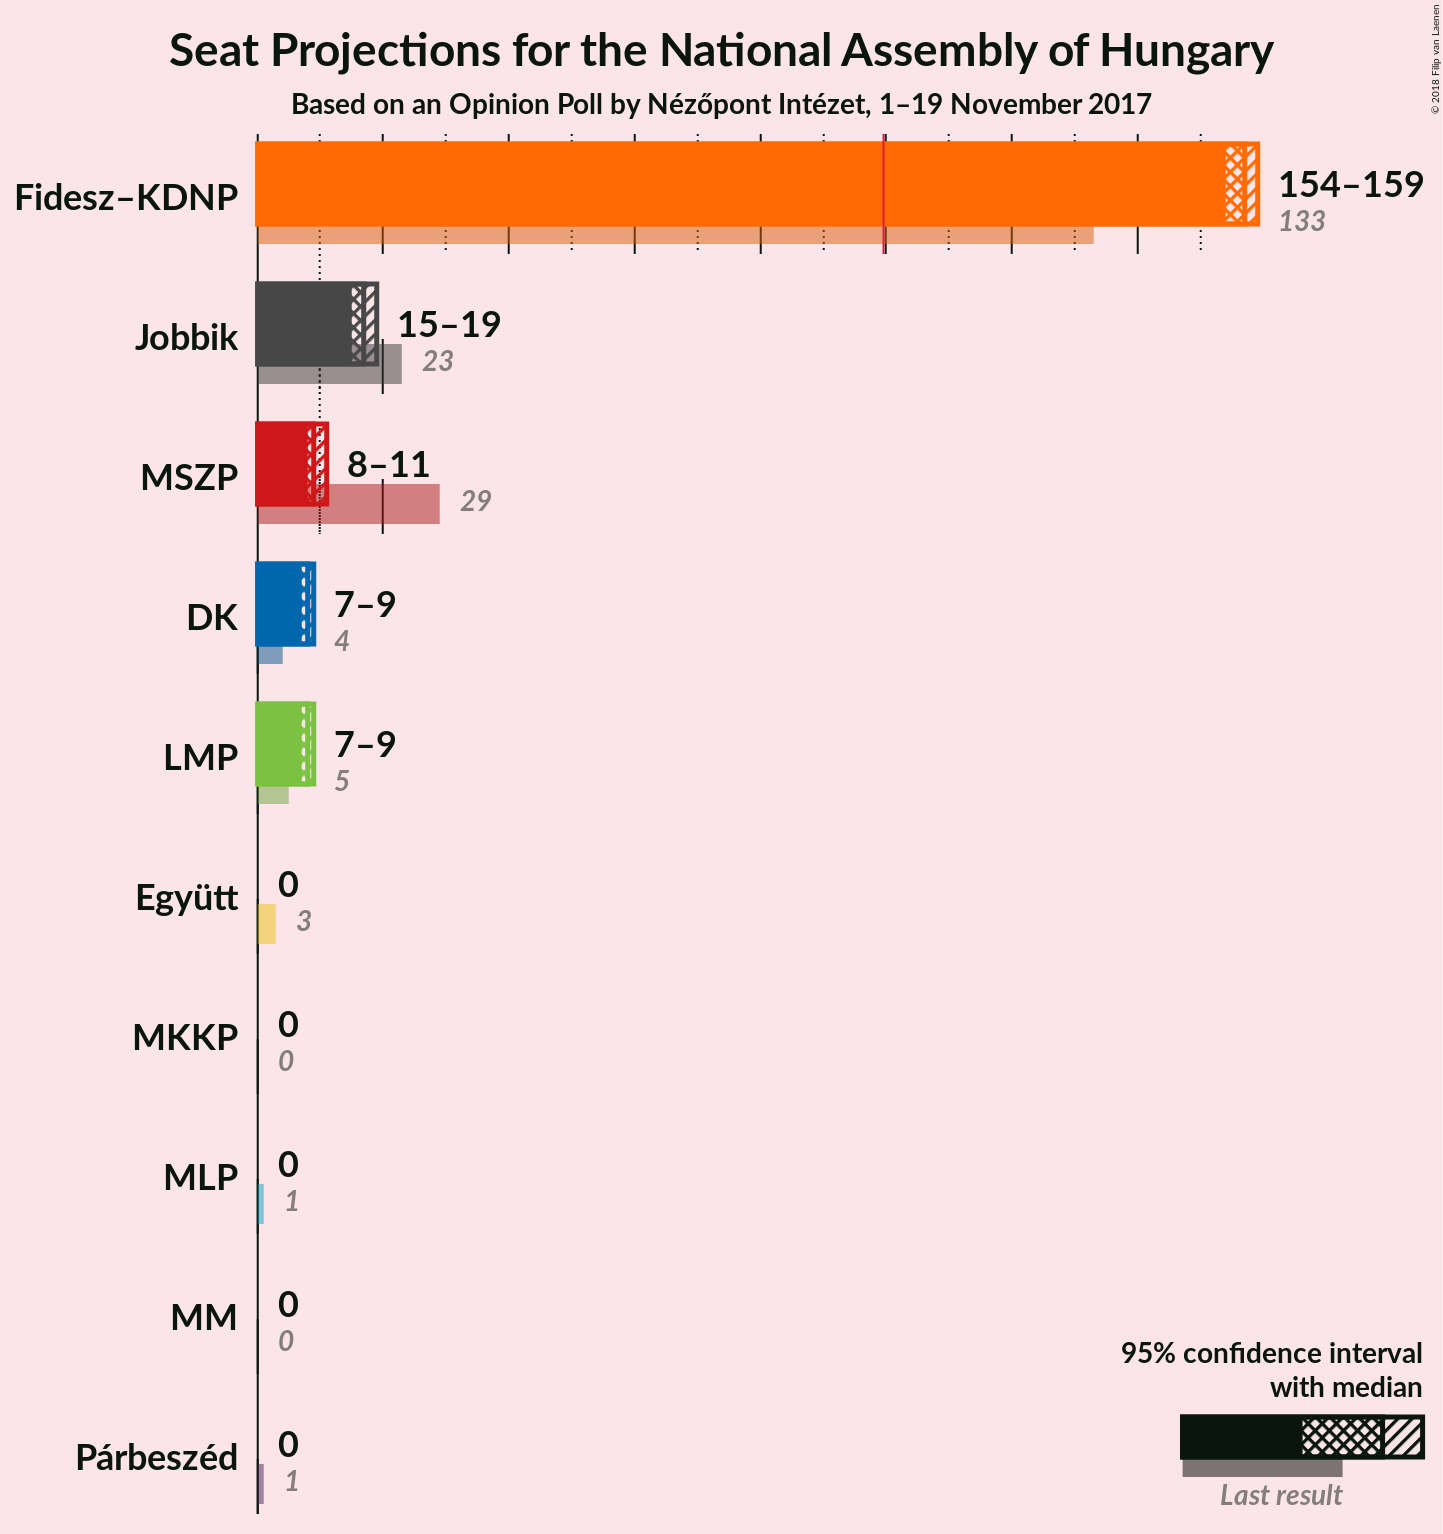 Seat Projections for the National Assembly of Hungary
Based on an Opinion Poll by Nézőpont Intézet, 1–19 November 2017
© 2018 Filip van Laenen
Fidesz–KDNP
154–159
133
Jobbik
15–19
23
MSZP
8–11
29
DK
7–9
4
LMP
7–9
5
Együtt
0
3
MKKP
0
0
MLP
0
1
MM
0
0
Párbeszéd
0
1
95% confidence interval
with median
Last result